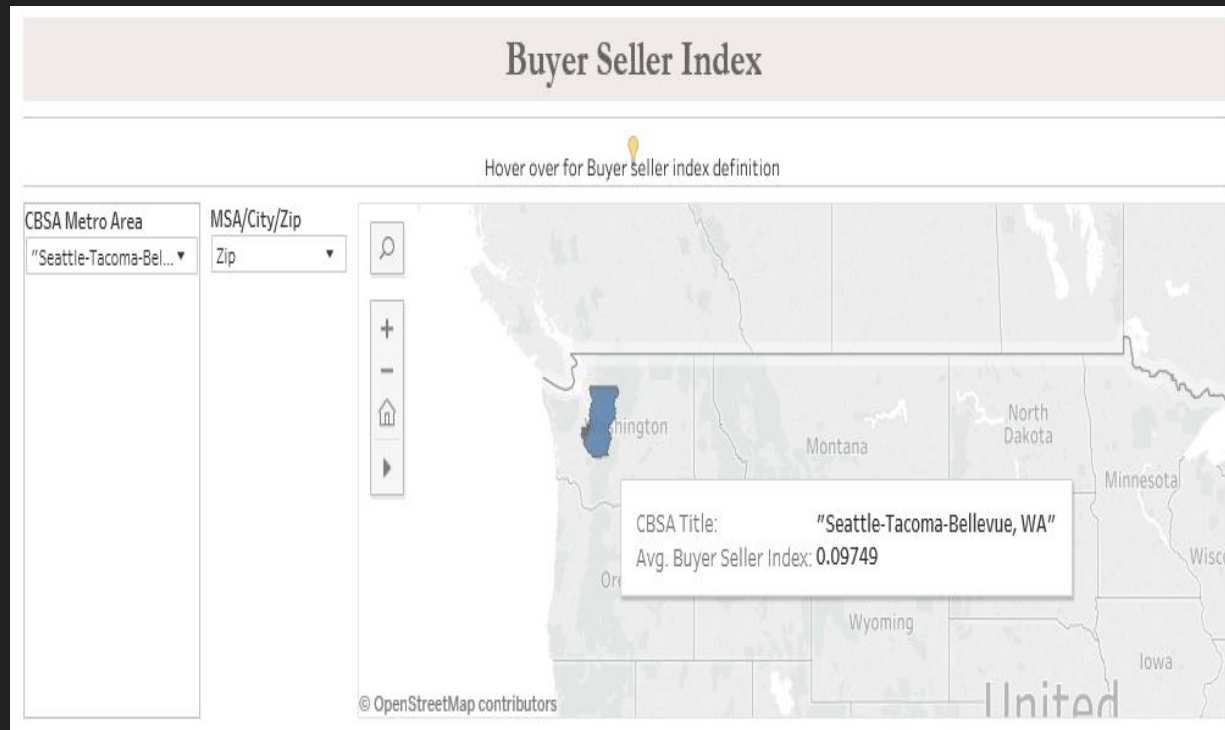 Buyer Seller Index
Hover over for Buyer seller index definition
CBSA Metro Area
"Seattle-Tacoma-Bel...
MSA/City/Zip
Zip
Washington
Montana
North
Dakota
Minnesota
CBSA Title: "Seattle-Tacoma-Bellevue, WA"
Avg. Buyer Seller Index: 0.09749
Ore
Wisc
Wyoming
Iowa
United
© OpenStreetMap contributors